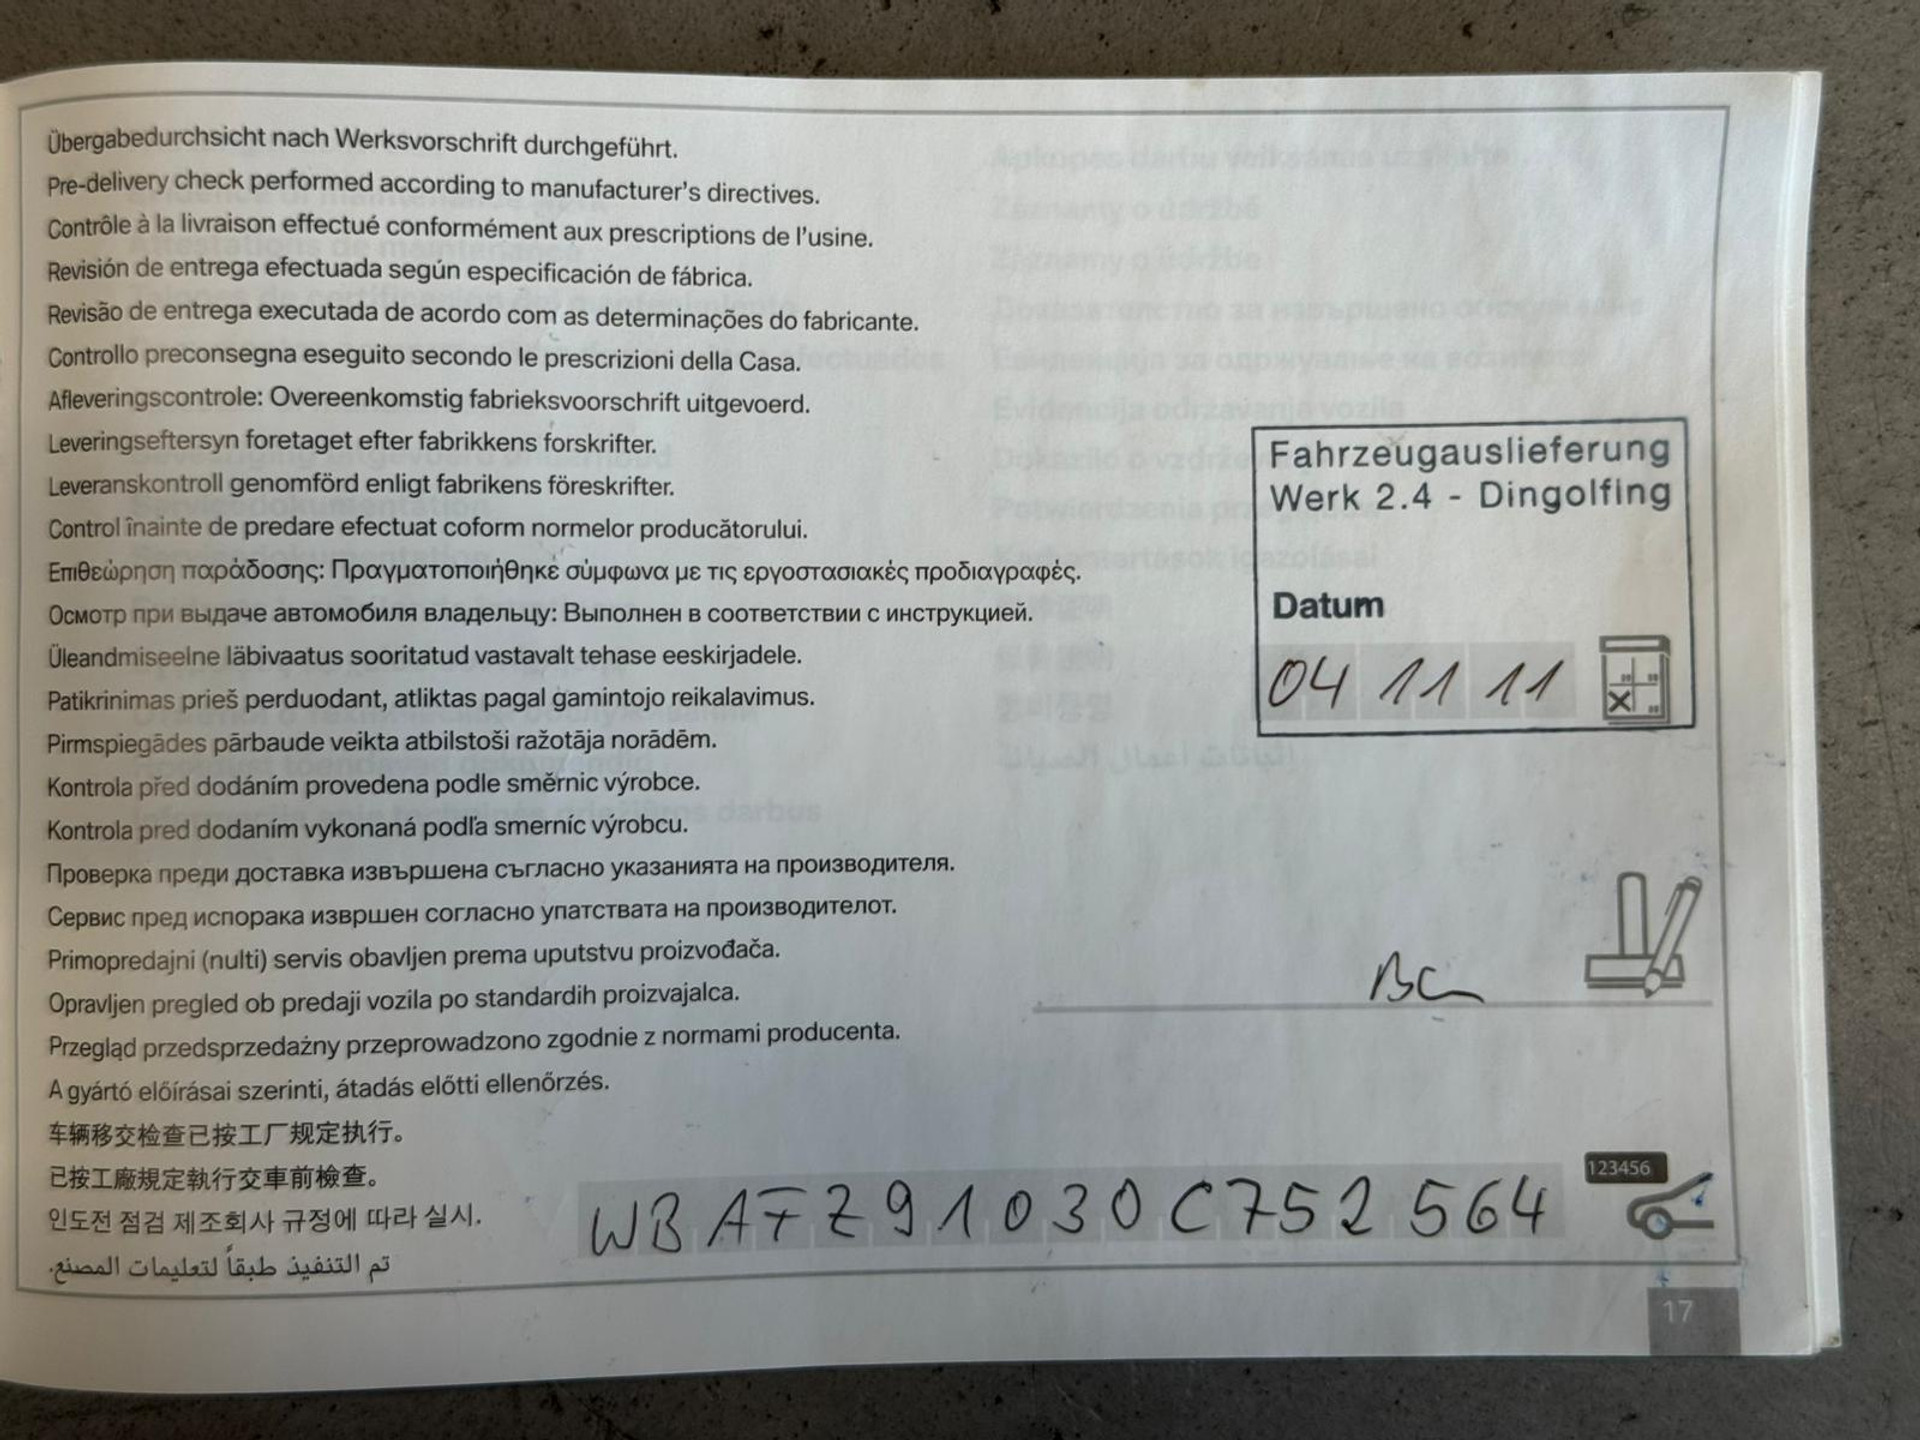 Übergabedurchsicht nach Werksvorschrift durchgeführt.
Pre-delivery check performed according to manufacturer's directives.
Contrôle à la livraison effectué conformément aux prescriptions de l'usine.
Revisión de entrega efectuada según especificación de fábrica.
Revisão de entrega executada de acordo com as determinações do fabricante.
Controllo preconsegna eseguito secondo le prescrizioni della Casa.
Afleveringscontrole: Overeenkomstig fabrieksvoorschrift uitgevoerd.
Leveringseftersyn foretaget efter fabrikkens forskrifter.
Leveranskontroll genomförd enligt fabrikens föreskrifter.
Control înainte de predare efectuat coform normelor producătorului.
Επιθεώρηση παράδοσης: Πραγματοποιήθηκε σύμφωνα με τις εργοστασιακές προδιαγραφές.
Осмотр при выдаче автомобиля владельцу: Выполнен в соответствии с инструкцией.
Üleandmiseelne läbivaatus sooritatud vastavalt tehase eeskirjadele.
Patikrinimas prieš perduodant, atliktas pagal gamintojo reikalavimus.
Pirmspiegādes pārbaude veikta atbilstoši ražotāja norādēm.
Kontrola před dodáním provedena podle směrnic výrobce.
Kontrola pred dodaním vykonaná podľa smerníc výrobcu.
Проверка преди доставка извършена съгласно указанията на производителя.
Сервис пред испорака извршен согласно упатствата на производителот.
Primopredajni (nulti) servis obavljen prema uputstvu proizvođača.
Opravljen pregled ob predaji vozila po standardih proizvajalca.
Przegląd przedsprzedażny przeprowadzono zgodnie z normami producenta.
A gyártó előírásai szerinti, átadás előtti ellenőrzés.
车辆移交检查已按工厂规定执行。
已按工廠規定執行交車前檢查。
인도전 점검 제조회사 규정에 따라 실시.
تم التنفيذ طبقاً لتعليمات المصنع.
Fahrzeugauslieferung
Werk 2.4 - Dingolfing
Datum
04 11 11
123456
WBAFZ91030C752564
17